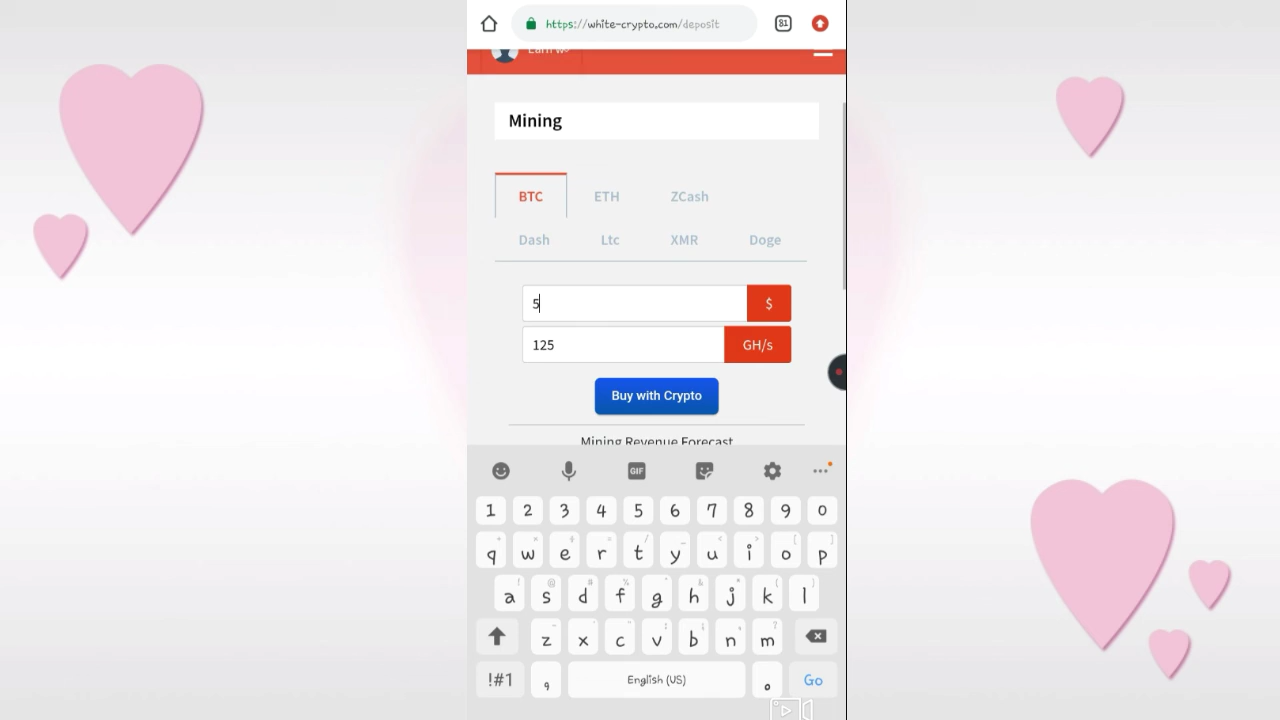 https://white-crypto.com/deposit
81
Mining
BTC ETH ZCash
Dash Ltc XMR Doge
5 $
125 GH/s
Buy with Crypto
Mining Revenue Forecast
GIF
1 2 3 4 5 6 7 8 9 0
q w e r t y u i o p
a s d f g h j k l
z x c v b n m
!#1 , English (US) . Go